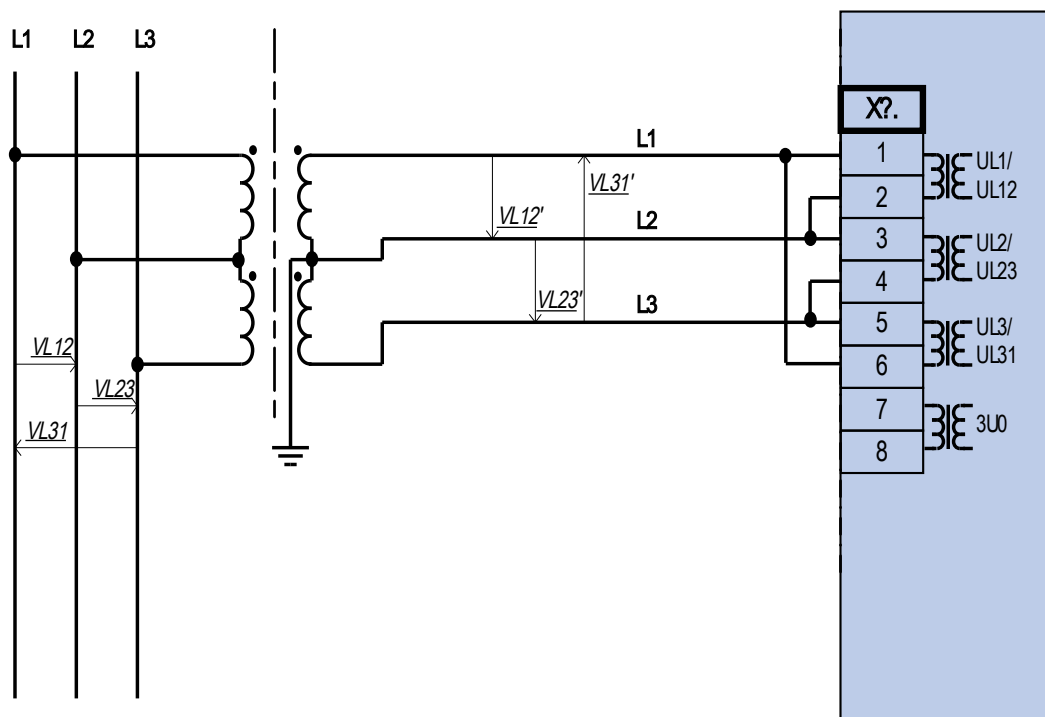 L1 L2 L3
X?.
L1
1
UL1/
UL12
VL31'
2
VL12'
L2
3
UL2/
UL23
4
VL23'
L3
5
UL3/
UL31
VL12
6
VL23
7
3U0
VL31
8